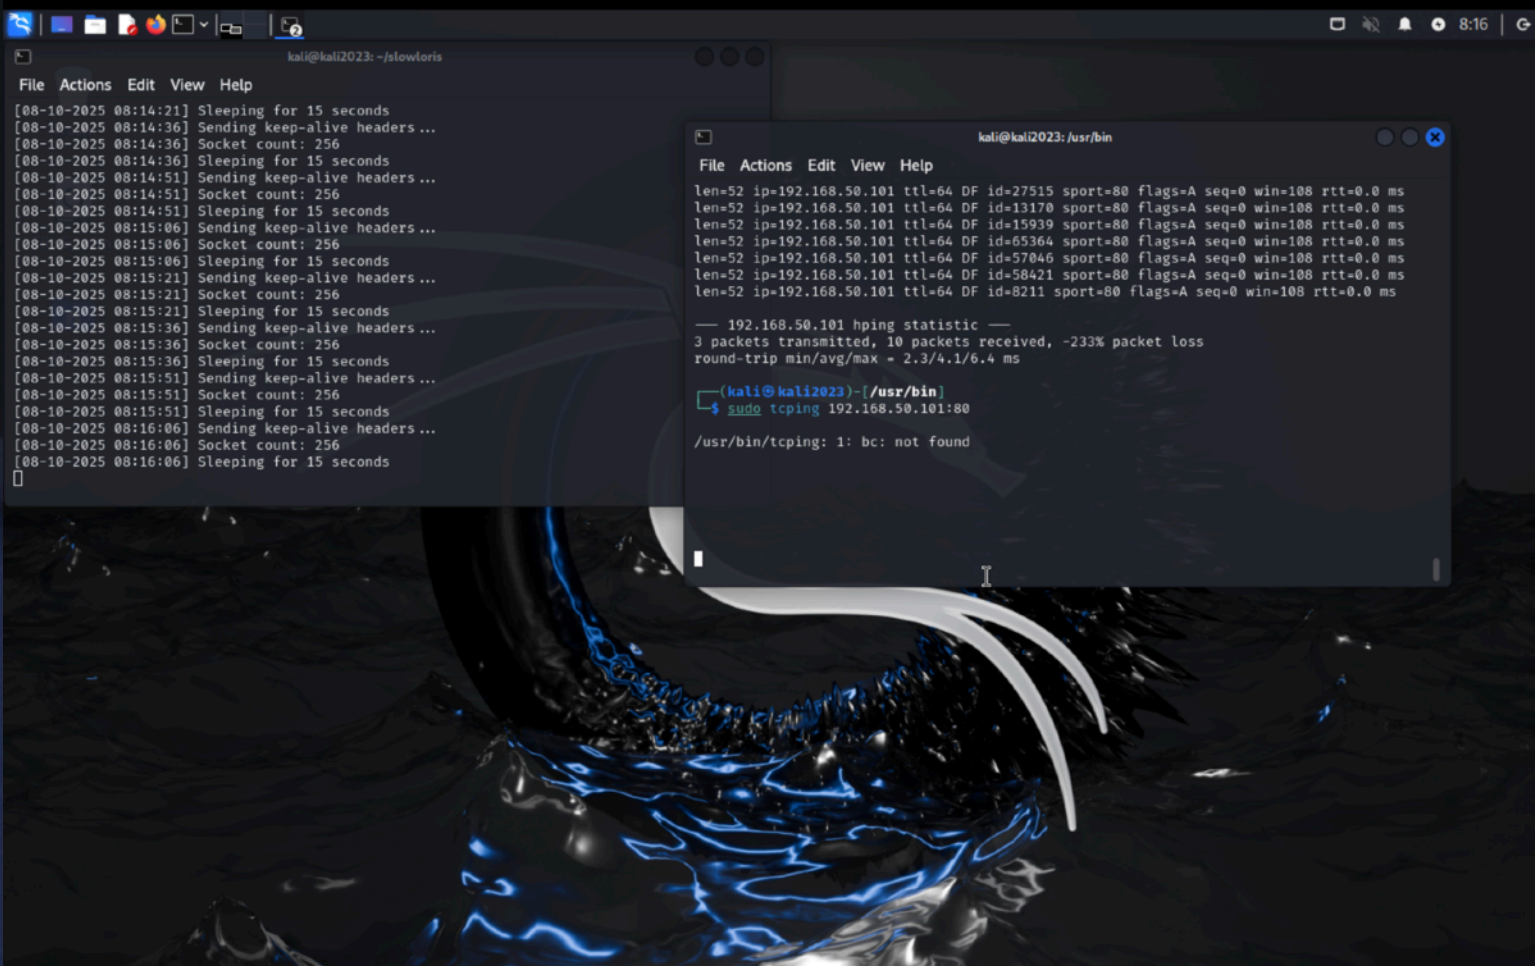 2
8:16
kali@kali2023: ~/slowloris
File Actions Edit View Help
[08-10-2025 08:14:21] Sleeping for 15 seconds
[08-10-2025 08:14:36] Sending keep-alive headers...
[08-10-2025 08:14:36] Socket count: 256
[08-10-2025 08:14:36] Sleeping for 15 seconds
[08-10-2025 08:14:51] Sending keep-alive headers...
[08-10-2025 08:14:51] Socket count: 256
[08-10-2025 08:14:51] Sleeping for 15 seconds
[08-10-2025 08:15:06] Sending keep-alive headers...
[08-10-2025 08:15:06] Socket count: 256
[08-10-2025 08:15:06] Sleeping for 15 seconds
[08-10-2025 08:15:21] Sending keep-alive headers...
[08-10-2025 08:15:21] Socket count: 256
[08-10-2025 08:15:21] Sleeping for 15 seconds
[08-10-2025 08:15:36] Sending keep-alive headers...
[08-10-2025 08:15:36] Socket count: 256
[08-10-2025 08:15:36] Sleeping for 15 seconds
[08-10-2025 08:15:51] Sending keep-alive headers...
[08-10-2025 08:15:51] Socket count: 256
[08-10-2025 08:15:51] Sleeping for 15 seconds
[08-10-2025 08:16:06] Sending keep-alive headers...
[08-10-2025 08:16:06] Socket count: 256
[08-10-2025 08:16:06] Sleeping for 15 seconds
kali@kali2023: /usr/bin
File Actions Edit View Help
len=52 ip=192.168.50.101 ttl=64 DF id=27515 sport=80 flags=A seq=0 win=108 rtt=0.0 ms
len=52 ip=192.168.50.101 ttl=64 DF id=13170 sport=80 flags=A seq=0 win=108 rtt=0.0 ms
len=52 ip=192.168.50.101 ttl=64 DF id=15939 sport=80 flags=A seq=0 win=108 rtt=0.0 ms
len=52 ip=192.168.50.101 ttl=64 DF id=65364 sport=80 flags=A seq=0 win=108 rtt=0.0 ms
len=52 ip=192.168.50.101 ttl=64 DF id=57046 sport=80 flags=A seq=0 win=108 rtt=0.0 ms
len=52 ip=192.168.50.101 ttl=64 DF id=58421 sport=80 flags=A seq=0 win=108 rtt=0.0 ms
len=52 ip=192.168.50.101 ttl=64 DF id=8211 sport=80 flags=A seq=0 win=108 rtt=0.0 ms
--- 192.168.50.101 hping statistic ---
3 packets transmitted, 10 packets received, -233% packet loss
round-trip min/avg/max = 2.3/4.1/6.4 ms
┌──(kali㉿kali2023)-[/usr/bin]
└─$ sudo tcping 192.168.50.101:80
/usr/bin/tcping: 1: bc: not found